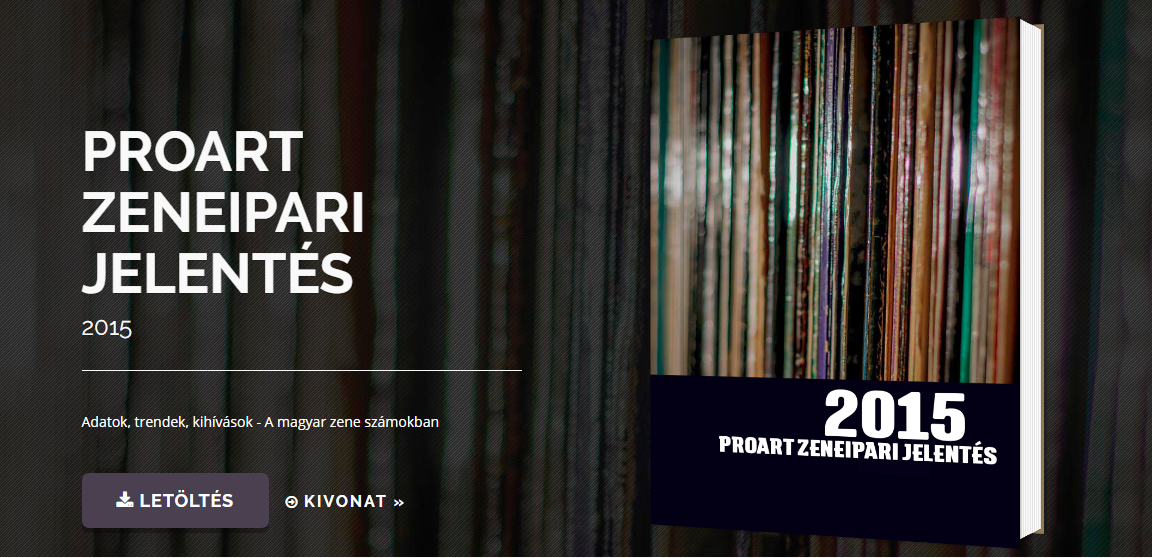 PROART
ZENEIPARI
JELENTÉS
2015
Adatok, trendek, kihívások - A magyar zene számokban
LETÖLTÉS
KIVONAT »
2015
PROART ZENEIPARI JELENTÉS